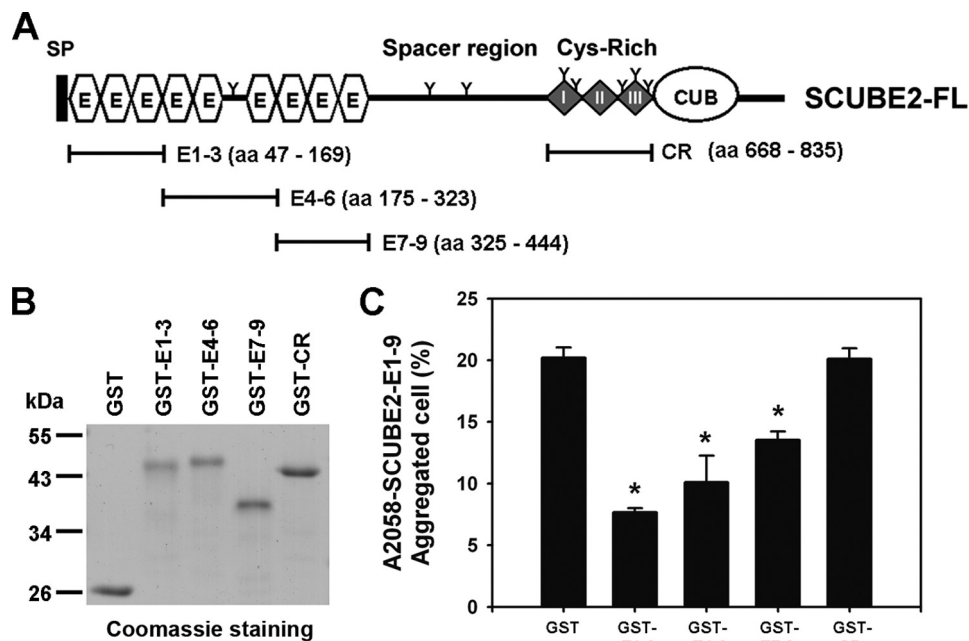 A
SP
Spacer region
Cys-Rich
E E E E E Y E E E E Y Y Y Y I II Y III Y CUB
SCUBE2-FL
E1-3 (aa 47 - 169)
CR (aa 668 - 835)
E4-6 (aa 175 - 323)
E7-9 (aa 325 - 444)
B
kDa
GST
GST-E1-3
GST-E4-6
GST-E7-9
GST-CR
55
43
34
26
Coomassie staining
C
A2058-SCUBE2-E1-9
Aggregated cell (%)
25
20
15
10
5
0
* * *
GST GST- GST- GST- GST-